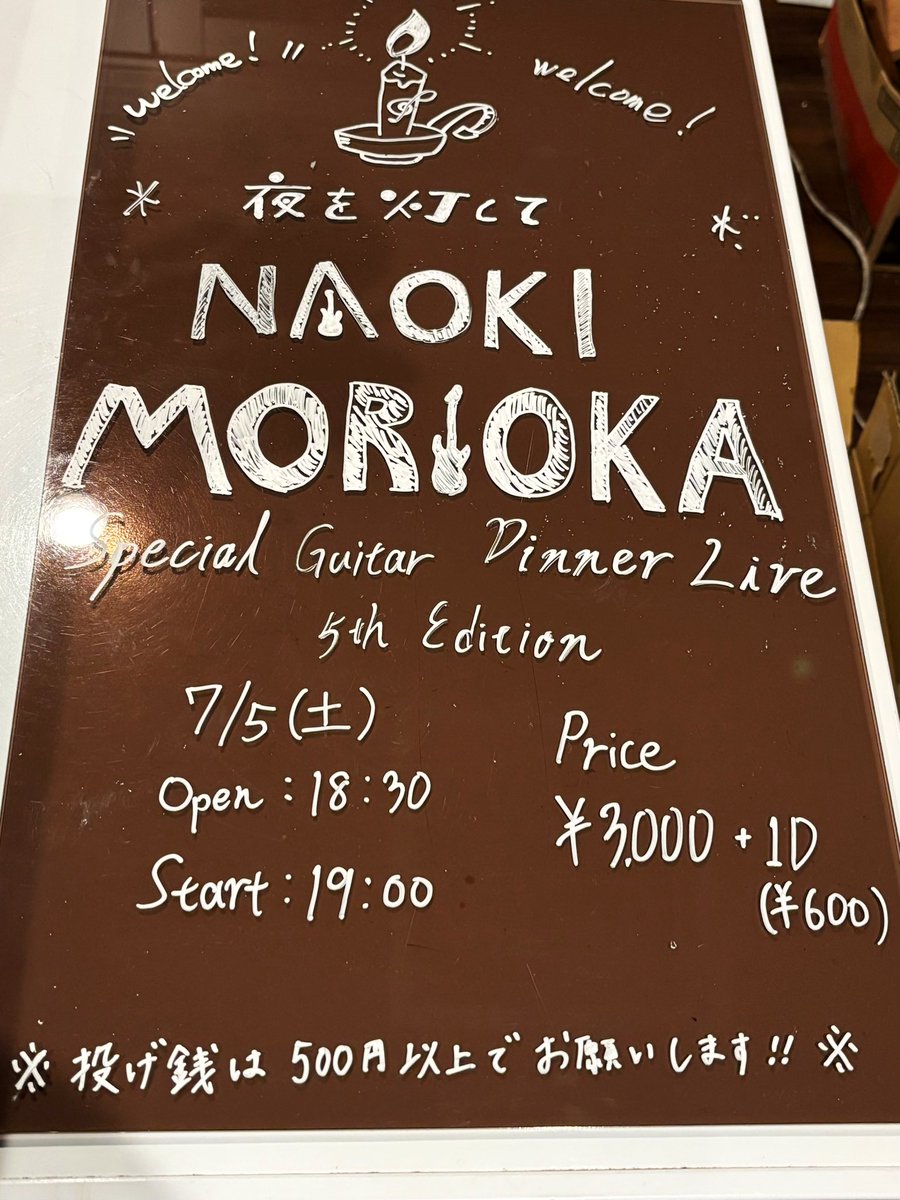 welcome! welcome!
夜を灯して
NAOKI
MORIOKA
Special Guitar Dinner Live
5th Edition
7/5(土)
Open:18:30
Start:19:00
Price
¥3,000+1D
(¥600)
※投げ銭は500円以上でお願いします!!※